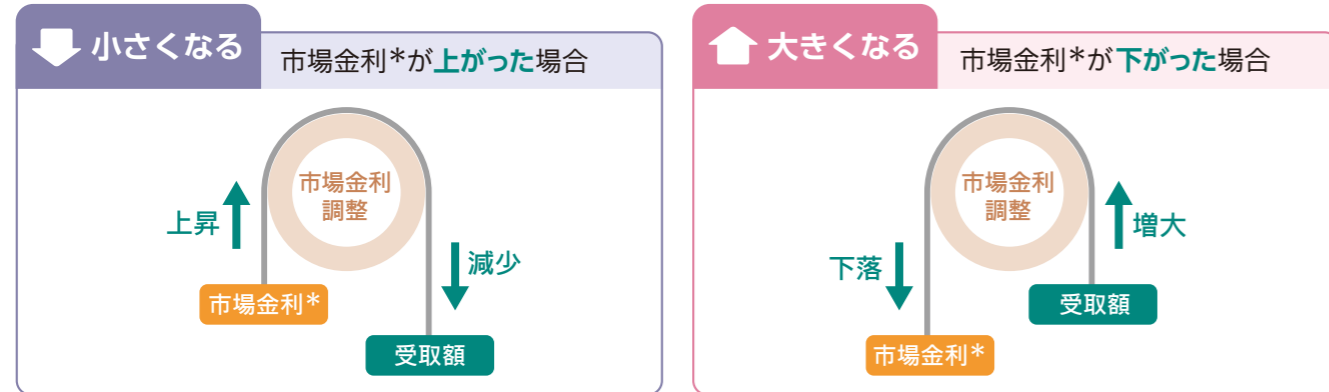 小さくなる
市場金利*が上がった場合
市場金利
調整
上昇
減少
市場金利*
受取額
大きくなる
市場金利*が下がった場合
市場金利
調整
下落
増大
受取額
市場金利*